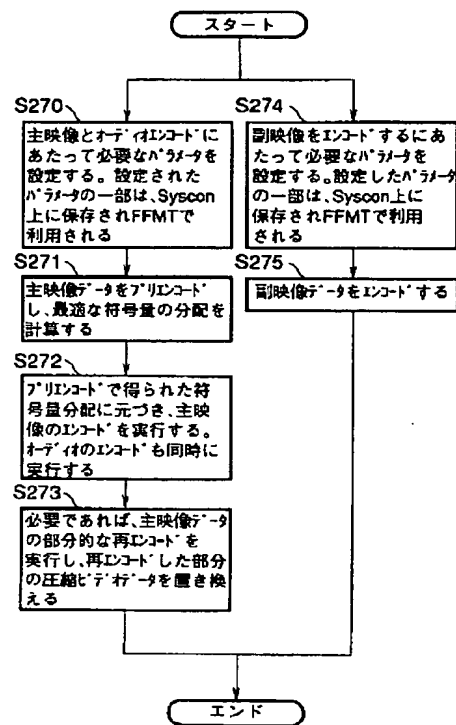 スタート
S270
主映像とオーディオエンコードに
あたって必要なパラメータを
設定する。設定された
パラメータの一部は、Syscon
上に保存されFFMTで
利用される
S271
主映像データをプリエンコード
し、最適な符号量の分配を
計算する
S272
プリエンコードで得られた符
号量分配に元づき、主映
像のエンコードを実行する。
オーディオのエンコードも同時に
実行する
S273
必要であれば、主映像データ
の部分的な再エンコードを
実行し、再エンコードした部分
の圧縮ビデオデータを置き換
える
S274
副映像をエンコードするにあ
たって必要なパラメータを
設定する。設定したパラメータ
の一部は、Syscon上に
保存されFFMTで利用
される
S275
副映像データをエンコードする
エンド